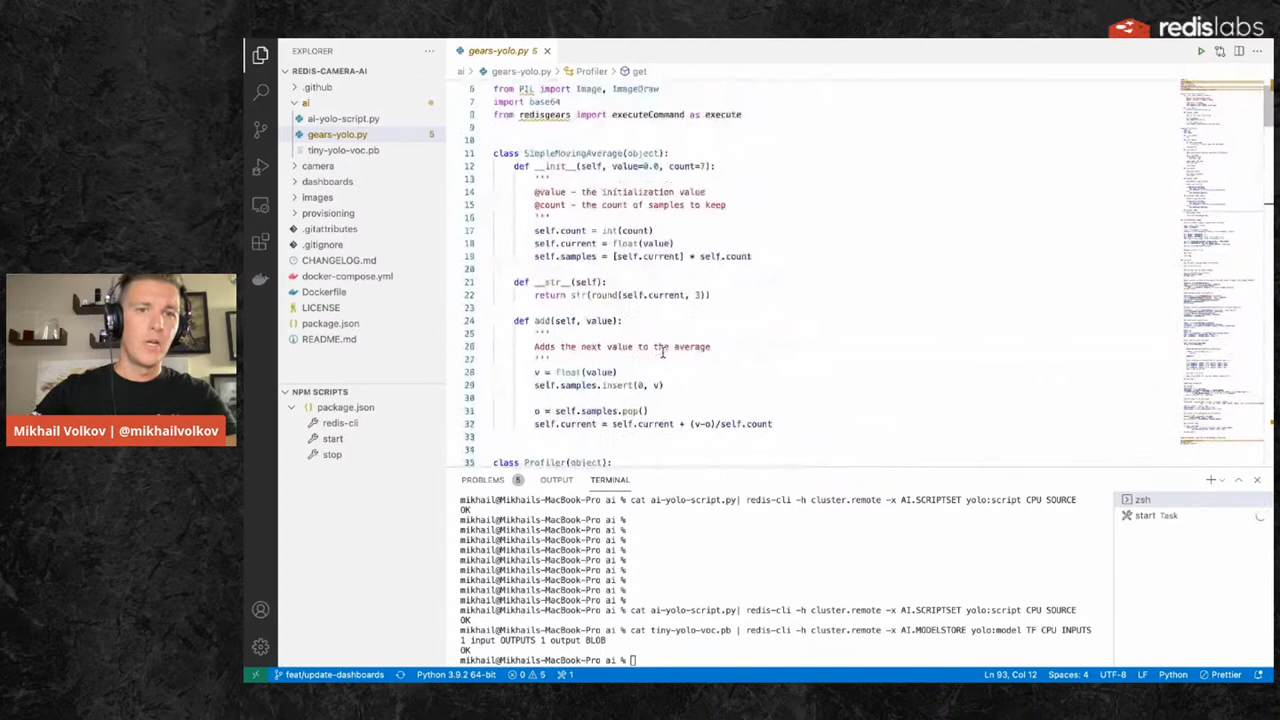 redislabs
EXPLORER
REDIS-CAMERA-AI
.github
ai
ai-yolo-script.py
gears-yolo.py 5
tiny-yolo-voc.pb
camera
dashboards
images
provisioning
.gitattributes
.gitignore
CHANGELOG.md
docker-compose.yml
Dockerfile
LICENSE
package.json
README.md
NPM SCRIPTS
package.json
redis-cli
start
stop
gears-yolo.py 5
ai > gears-yolo.py > Profiler > get
6 from PIL import Image, ImageDraw
7 import base64
8 from redisgears import executeCommand as execute
9
10
11 class SimpleMovingAverage(object):
12 def __init__(self, value=0.0, count=7):
13 '''
14 @value - the initialization value
15 @count - the count of samples to keep
16 '''
17 self.count = int(count)
18 self.current = float(value)
19 self.samples = [self.current] * self.count
20
21 def __str__(self):
22 return str(round(self.current, 3))
23
24 def add(self, value):
25 '''
26 Adds the next value to the average
27 '''
28 v = float(value)
29 self.samples.insert(0, v)
30
31 o = self.samples.pop()
32 self.current = self.current + (v-o)/self.count
33
34
35 class Profiler(object):
PROBLEMS 5 OUTPUT TERMINAL
mikhail@Mikhails-MacBook-Pro ai % cat ai-yolo-script.py| redis-cli -h cluster.remote -x AI.SCRIPTSET yolo:script CPU SOURCE
OK
mikhail@Mikhails-MacBook-Pro ai %
mikhail@Mikhails-MacBook-Pro ai %
mikhail@Mikhails-MacBook-Pro ai %
mikhail@Mikhails-MacBook-Pro ai %
mikhail@Mikhails-MacBook-Pro ai %
mikhail@Mikhails-MacBook-Pro ai %
mikhail@Mikhails-MacBook-Pro ai %
mikhail@Mikhails-MacBook-Pro ai %
mikhail@Mikhails-MacBook-Pro ai % cat ai-yolo-script.py| redis-cli -h cluster.remote -x AI.SCRIPTSET yolo:script CPU SOURCE
OK
mikhail@Mikhails-MacBook-Pro ai % cat tiny-yolo-voc.pb | redis-cli -h cluster.remote -x AI.MODELSTORE yolo:model TF CPU INPUTS
1 input OUTPUTS 1 output BLOB
OK
mikhail@Mikhails-MacBook-Pro ai %
zsh
start Task
Mikhail Volkov | @mikhailvolkov
feat/update-dashboards Python 3.9.2 64-bit 0 5 1 Ln 93, Col 12 Spaces: 4 UTF-8 LF Python Prettier